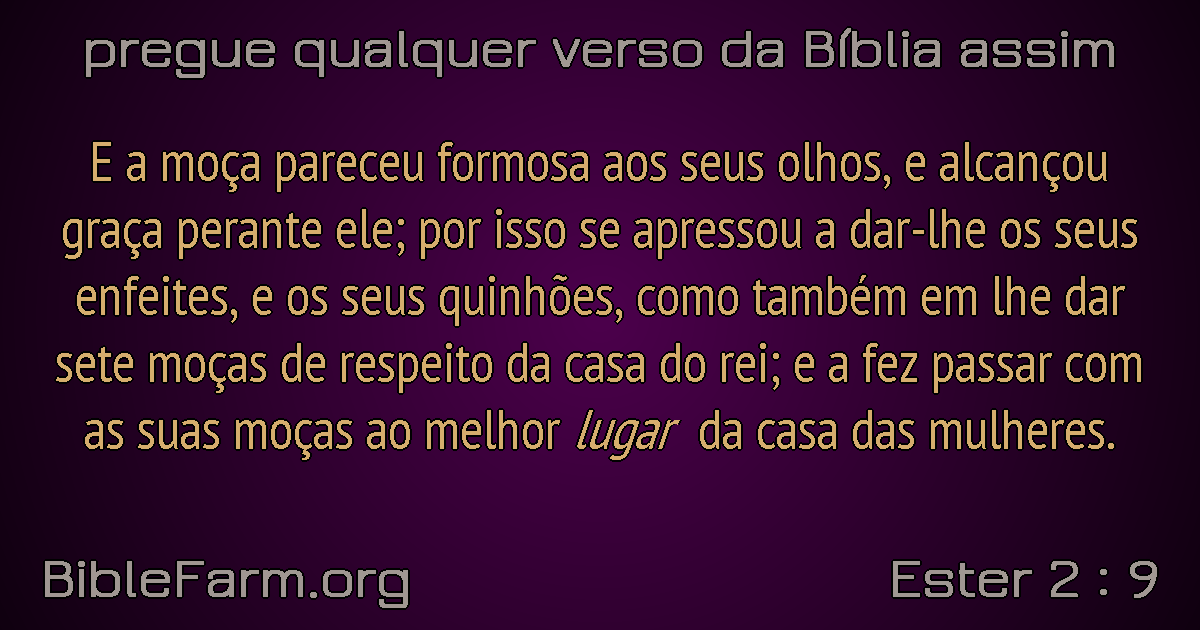 pregue qualquer verso da Bíblia assim
E a moça pareceu formosa aos seus olhos, e alcançou
graça perante ele; por isso se apressou a dar-lhe os seus
enfeites, e os seus quinhões, como também em lhe dar
sete moças de respeito da casa do rei; e a fez passar com
as suas moças ao melhor lugar da casa das mulheres.
BibleFarm.org
Ester 2 : 9